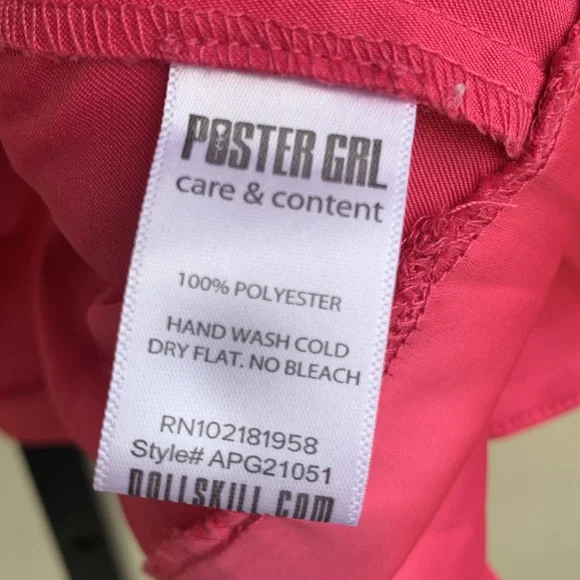 POSTER GRL
care & content
100% POLYESTER
HAND WASH COLD
DRY FLAT. NO BLEACH
RN102181958
Style# APG21051
DOLLSKILL.COM